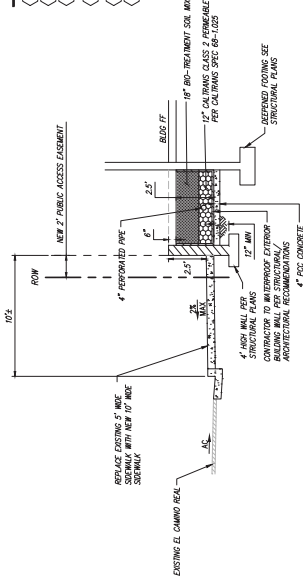 10'±
ROW
NEW 2' PUBLIC ACCESS EASEMENT
REPLACE EXISTING 5' WIDE
SIDEWALK WITH NEW 10' WIDE
SIDEWALK
4" PERFORATED PIPE
6"
2.5'
BLDG FF
18" BIO-TREATMENT SOIL MIX
12" CALTRANS CLASS 2 PERMEABLE
PER CALTRANS SPEC 68-1.025
2.5'
2%
MAX
AC
EXISTING EL CAMINO REAL
12" MIN
4' HIGH WALL PER
STRUCTURAL PLANS
CONTRACTOR TO WATERPROOF EXTERIOR
BUILDING WALL PER STRUCTURAL/
ARCHITECTURAL RECOMMENDATIONS
4" PCC CONCRETE
DEEPENED FOOTING SEE
STRUCTURAL PLANS